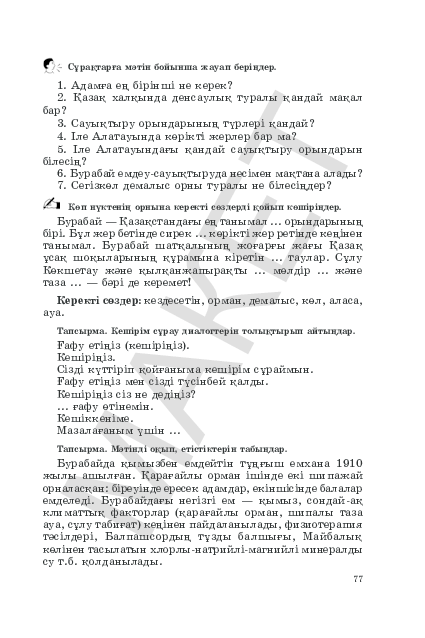 Сұрақтарға мәтін бойынша жауап беріңдер.
1. Адамға ең бірінші не керек?
2. Қазақ халқында денсаулық туралы қандай мақал
бар?
3. Сауықтыру орындарының түрлері қандай?
4. Іле Алатауында көрікті жерлер бар ма?
5. Іле Алатауындағы қандай сауықтыру орындарын
білесің?
6. Бурабай емдеу-сауықтыруда несімен мақтана алады?
7. Сегізкөл демалыс орны туралы не білесіңдер?
Көп нүктенің орнына керекті сөздерді қойып көшіріңдер.
Бурабай — Қазақстандағы ең танымал ... орындарының
бірі. Бұл жер бетінде сирек ... көрікті жер ретінде кеңінен
танымал. Бурабай шатқалының жоғарғы жағы Қазақ
ұсақ шоқыларының құрамына кіретін ... таулар. Сұлу
Көкшетау және қылқанжапырақты ... мөлдір ... және
таза ... — бәрі де керемет!
Керекті сөздер: кездесетін, орман, демалыс, көл, аласа,
ауа.
Тапсырма. Кешірім сұрау диалогтерін толықтырып айтыңдар.
Ғафу етіңіз (кешіріңіз).
Кешіріңіз.
Сізді күттіріп қойғаныма кешірім сұраймын.
Ғафу етіңіз мен сізді түсінбей қалды.
Кешіріңіз сіз не дедіңіз?
... ғафу өтінемін.
Кешіккеніме.
Мазалағаным үшін ...
Тапсырма. Мәтінді оқып, етістіктерін табыңдар.
Бурабайда қымызбен емдейтін тұңғыш емхана 1910
жылы ашылған. Қарағайлы орман ішінде екі шипажай
орналасқан: біреуінде ересек адамдар, екіншісінде балалар
емделеді. Бурабайдағы негізгі ем — қымыз, сондай-ақ
климаттық факторлар (қарағайлы орман, шипалы таза
ауа, сұлу табиғат) кеңінен пайдаланылады, физиотерапия
тәсілдері, Балпашсордың тұзды балшығы, Майбалық
көлінен тасылатын хлорлы-натрийлі-магнийлі минералды
су т.б. қолданылады.
77
МАКЕТ